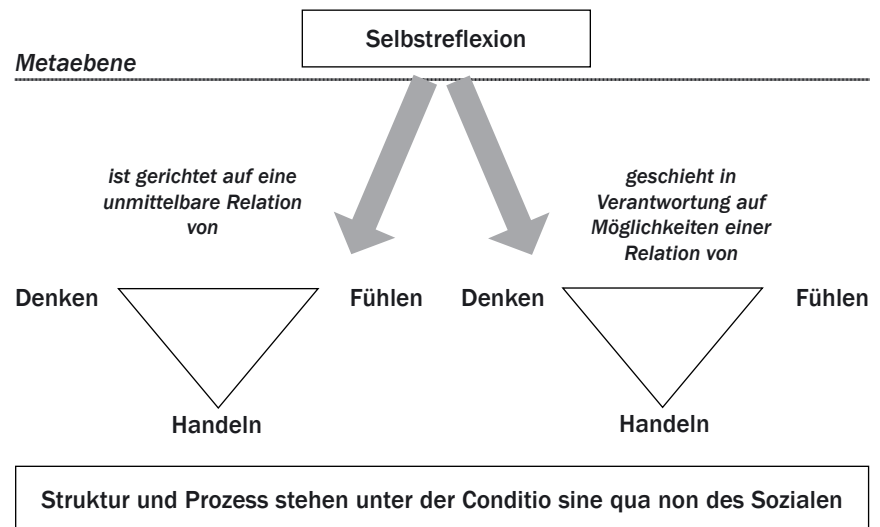 Selbstreflexion
Metaebene
ist gerichtet auf eine
unmittelbare Relation
von
geschieht in
Verantwortung auf
Möglichkeiten einer
Relation von
Denken
Fühlen
Denken
Fühlen
Handeln
Handeln
Struktur und Prozess stehen unter der Conditio sine qua non des Sozialen